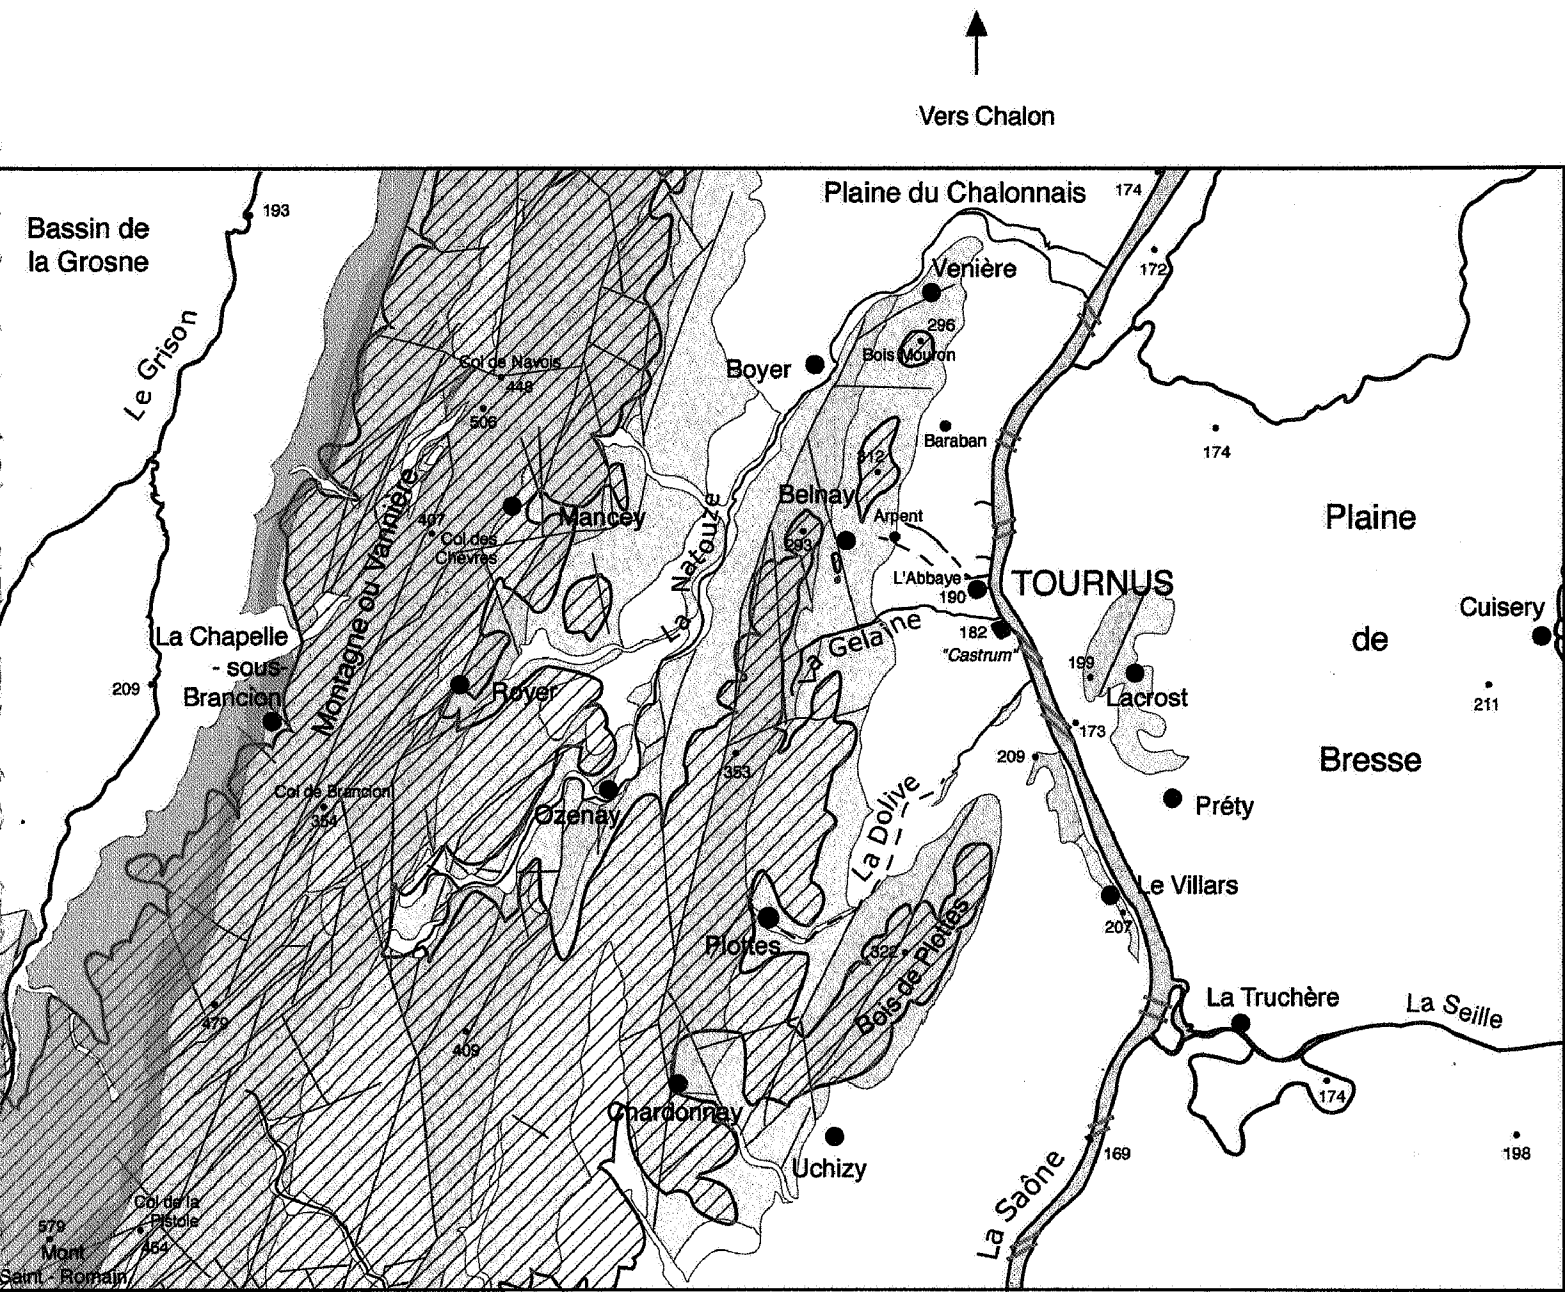 Vers Chalon
Plaine du Chalonnais
174
Bassin de
la Grosne
193
Le Grison
Venière
172
296
Bois Mouron
Boyer
Col de Navois
448
506
Baraban
174
312
Belnay
Arpent
Mancey
407
Col des
Chèvres
Montagne ou Vannière
La Natouze
293
Plaine
de
Bresse
L'Abbaye
190
TOURNUS
Cuisery
La Chapelle
- sous-
Brancion
209
La Gelaine
182
"Castrum"
199
Lacrost
211
Royer
173
209
353
Col de Brancion
354
Ozenay
Préty
La Dolive
Le Villars
207
Plottes
322
Bois de Plottes
La Truchère
La Seille
479
409
174
Chardonnay
Uchizy
169
198
La Saône
Col de la
Pistole
464
579
Mont
Saint - Romain